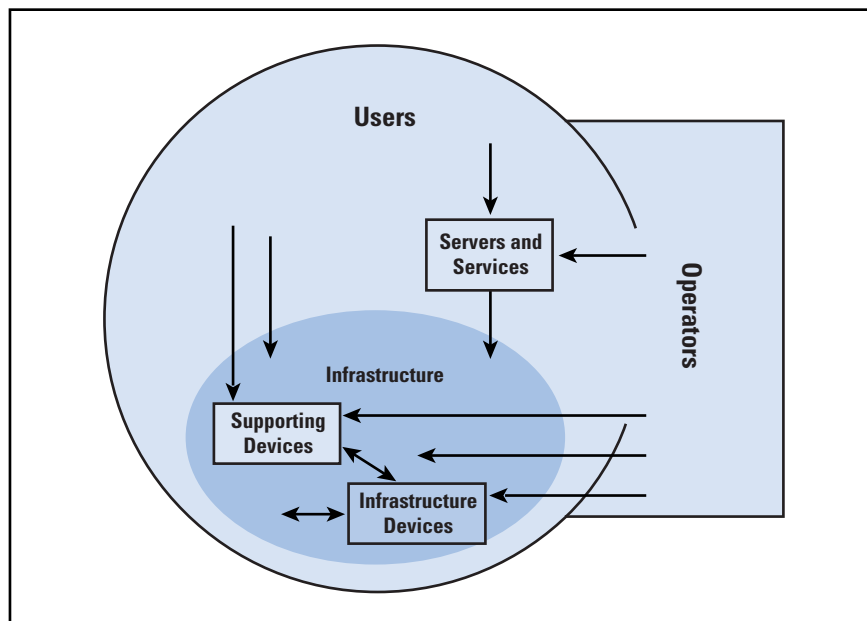 Users
Servers and
Services
Operators
Infrastructure
Supporting
Devices
Infrastructure
Devices